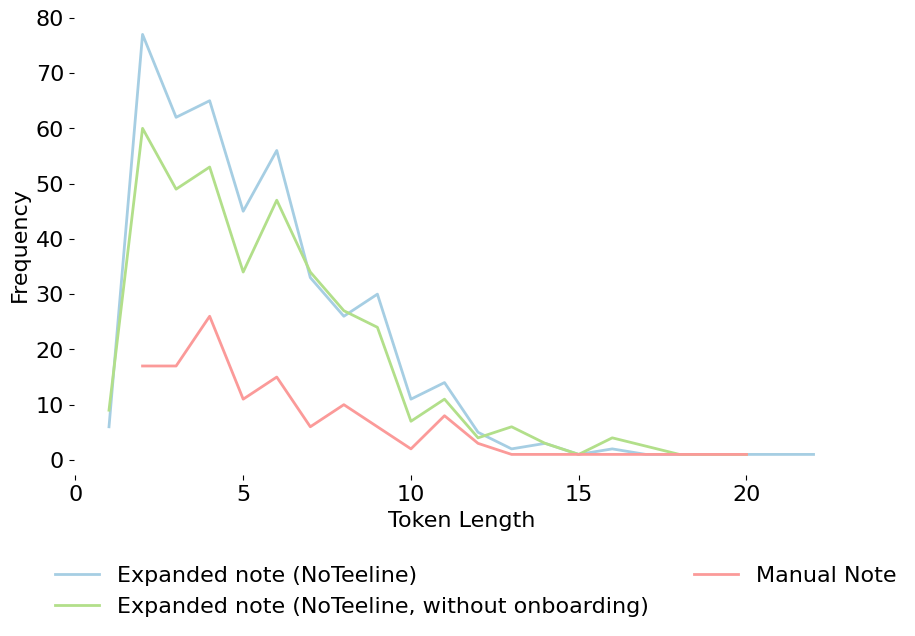 80
70
60
50
40
30
20
10
0
Frequency
0 5 10 15 20
Token Length
Expanded note (NoTeeline)
Expanded note (NoTeeline, without onboarding)
Manual Note